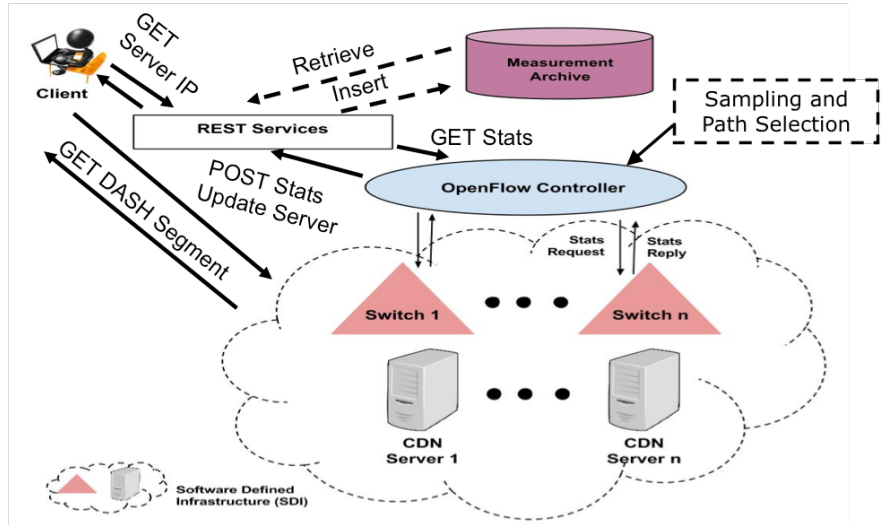 GET
Server IP
Client
Retrieve
Insert
Measurement
Archive
Sampling and
Path Selection
REST Services
GET Stats
POST Stats
Update Server
OpenFlow Controller
GET DASH Segment
Stats
Request
Stats
Reply
Switch 1
Switch n
CDN
Server 1
CDN
Server n
Software Defined
Infrastructure (SDI)